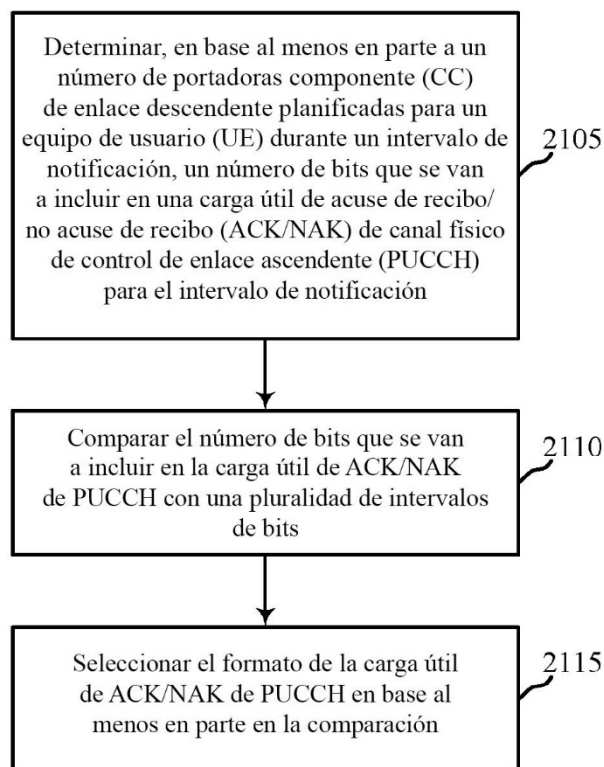 Determinar, en base al menos en parte a un
número de portadoras componente (CC)
de enlace descendente planificadas para un
equipo de usuario (UE) durante un intervalo de
notificación, un número de bits que se van
a incluir en una carga útil de acuse de recibo/
no acuse de recibo (ACK/NAK) de canal físico
de control de enlace ascendente (PUCCH)
para el intervalo de notificación
2105
Comparar el número de bits que se van
a incluir en la carga útil de ACK/NAK
de PUCCH con una pluralidad de intervalos
de bits
2110
Seleccionar el formato de la carga útil
de ACK/NAK de PUCCH en base al
menos en parte en la comparación
2115